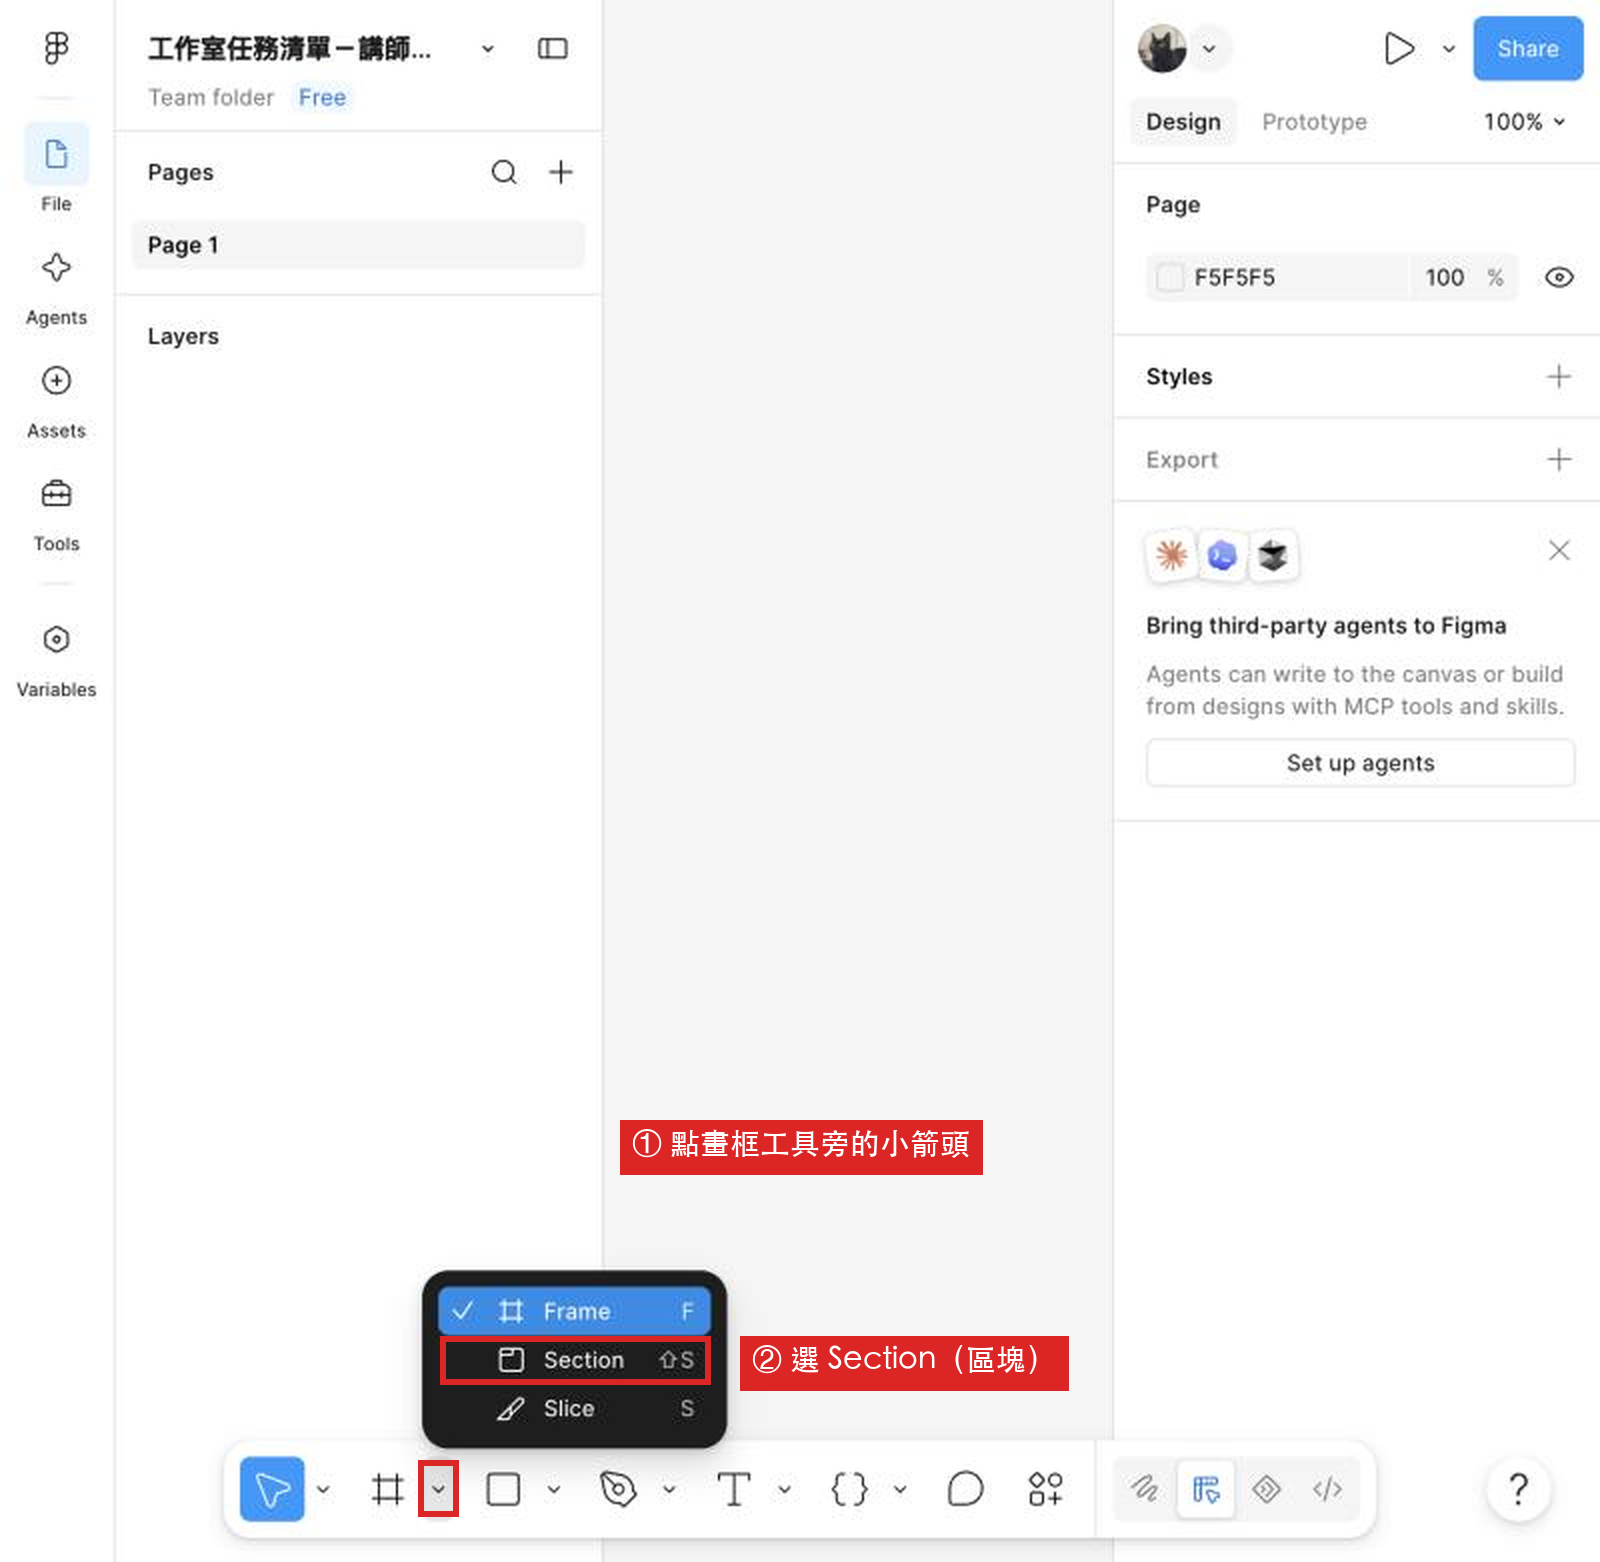 工作室任務清單－講師...
Team folder Free
File
Agents
Assets
Tools
Variables
Pages
Page 1
Layers
Share
Design Prototype 100%
Page
F5F5F5 100 %
Styles
Export
Bring third-party agents to Figma
Agents can write to the canvas or build
from designs with MCP tools and skills.
Set up agents
① 點畫框工具旁的小箭頭
Frame F
Section ⇧S
② 選 Section（區塊）
Slice S
?